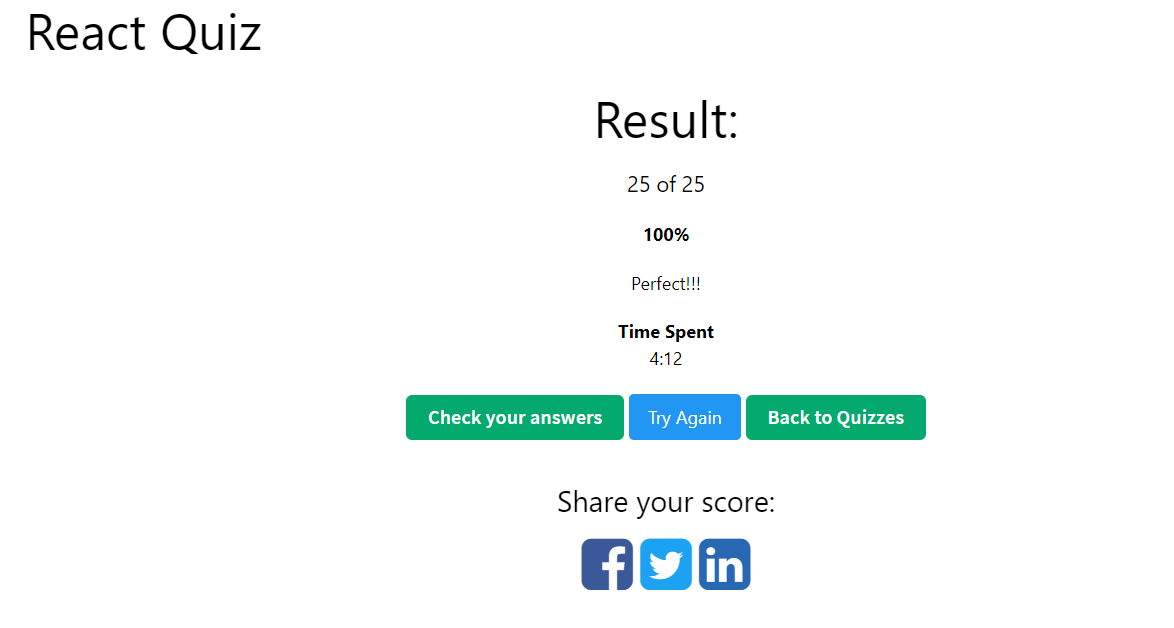 React Quiz
Result:
25 of 25
100%
Perfect!!!
Time Spent
4:12
Check your answers Try Again Back to Quizzes
Share your score:
f in